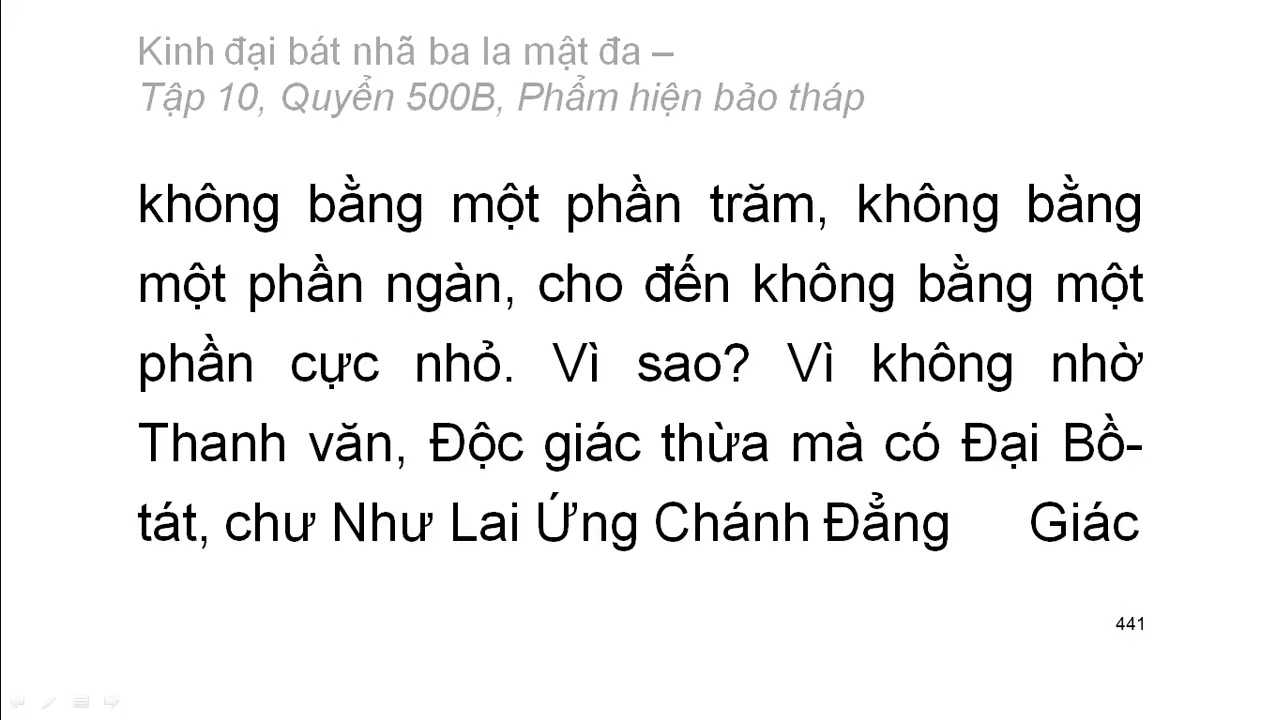 Kinh đại bát nhã ba la mật đa –
Tập 10, Quyển 500B, Phẩm hiện bảo tháp
không bằng một phần trăm, không bằng
một phần ngàn, cho đến không bằng một
phần cực nhỏ. Vì sao? Vì không nhờ
Thanh văn, Độc giác thừa mà có Đại Bồ-
tát, chư Như Lai Ứng Chánh Đẳng Giác
441